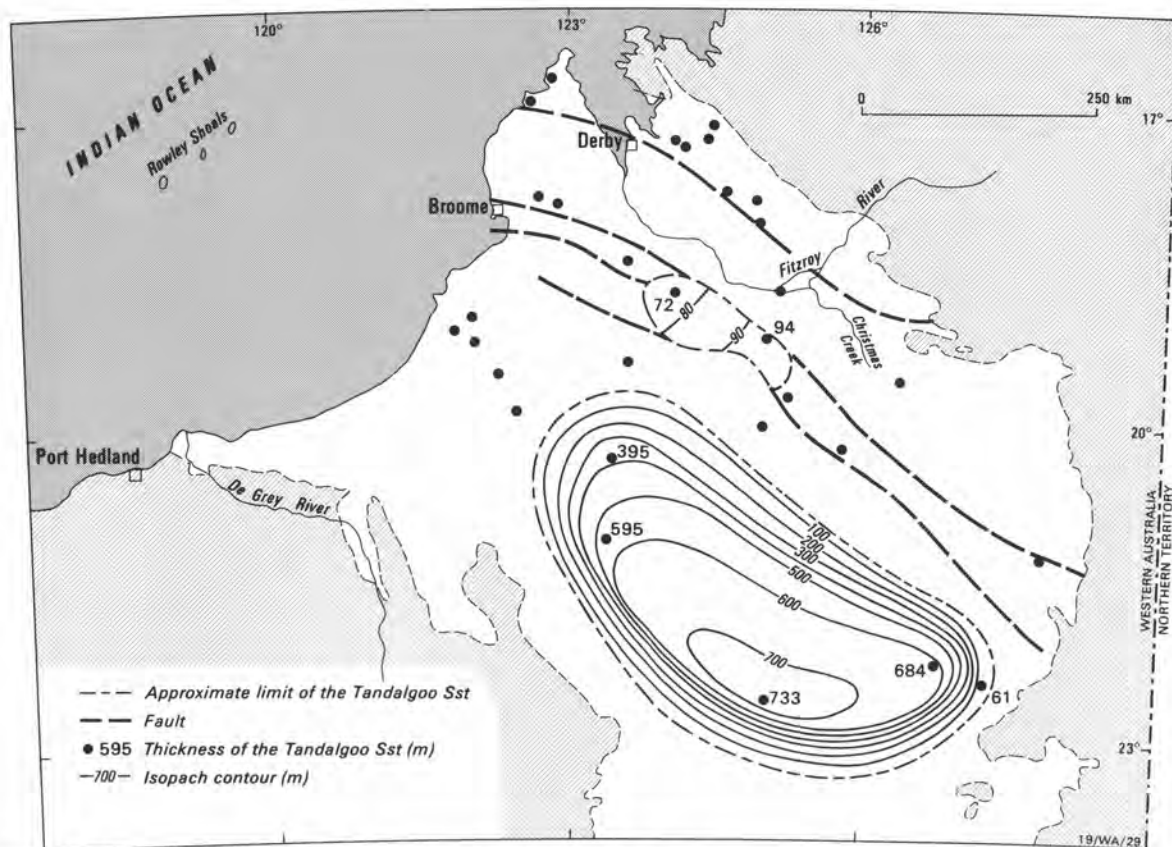 120°
123°
126°
INDIAN OCEAN
Rowley Shoals
0 250 km
17°
Derby
Broome
River
Fitzroy
Christmas
Creek
72
80
90
94
20°
Port Hedland
De Grey River
395
595
100
200
300
500
600
700
733
684
61
WESTERN AUSTRALIA
NORTHERN TERRITORY
23°
Approximate limit of the Tandalgoo Sst
Fault
595 Thickness of the Tandalgoo Sst (m)
700 Isopach contour (m)
19/WA/29